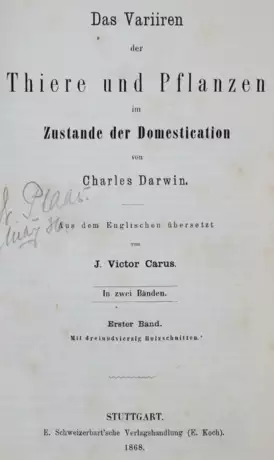 Das Variiren
der
Thiere und Pflanzen
im
Zustande der Domestication
von
Charles Darwin.
Aus dem Englischen übersetzt
von
J. Victor Carus.
In zwei Bänden.
Erster Band.
Mit dreiundvierzig Holzschnitten.
STUTTGART.
E. Schweizerbart'sche Verlagshandlung (E. Koch).
1868.